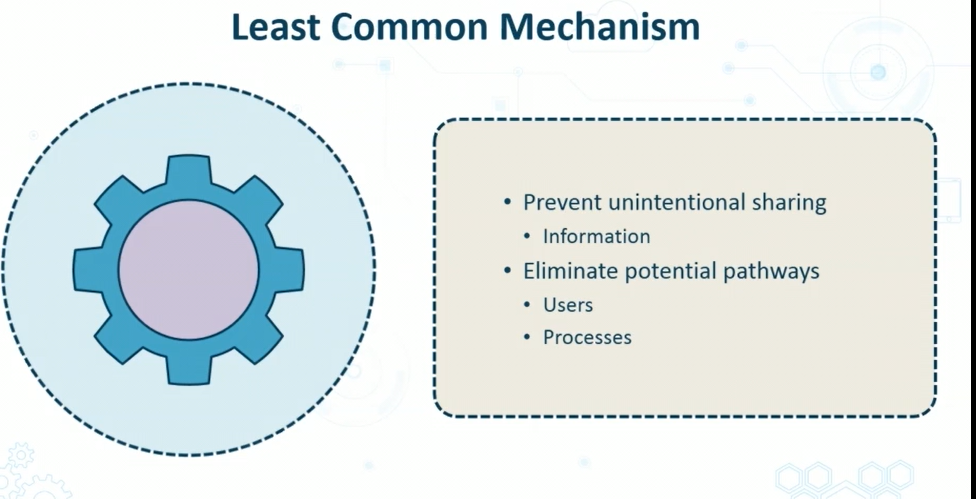 Least Common Mechanism
• Prevent unintentional sharing
• Information
• Eliminate potential pathways
• Users
• Processes